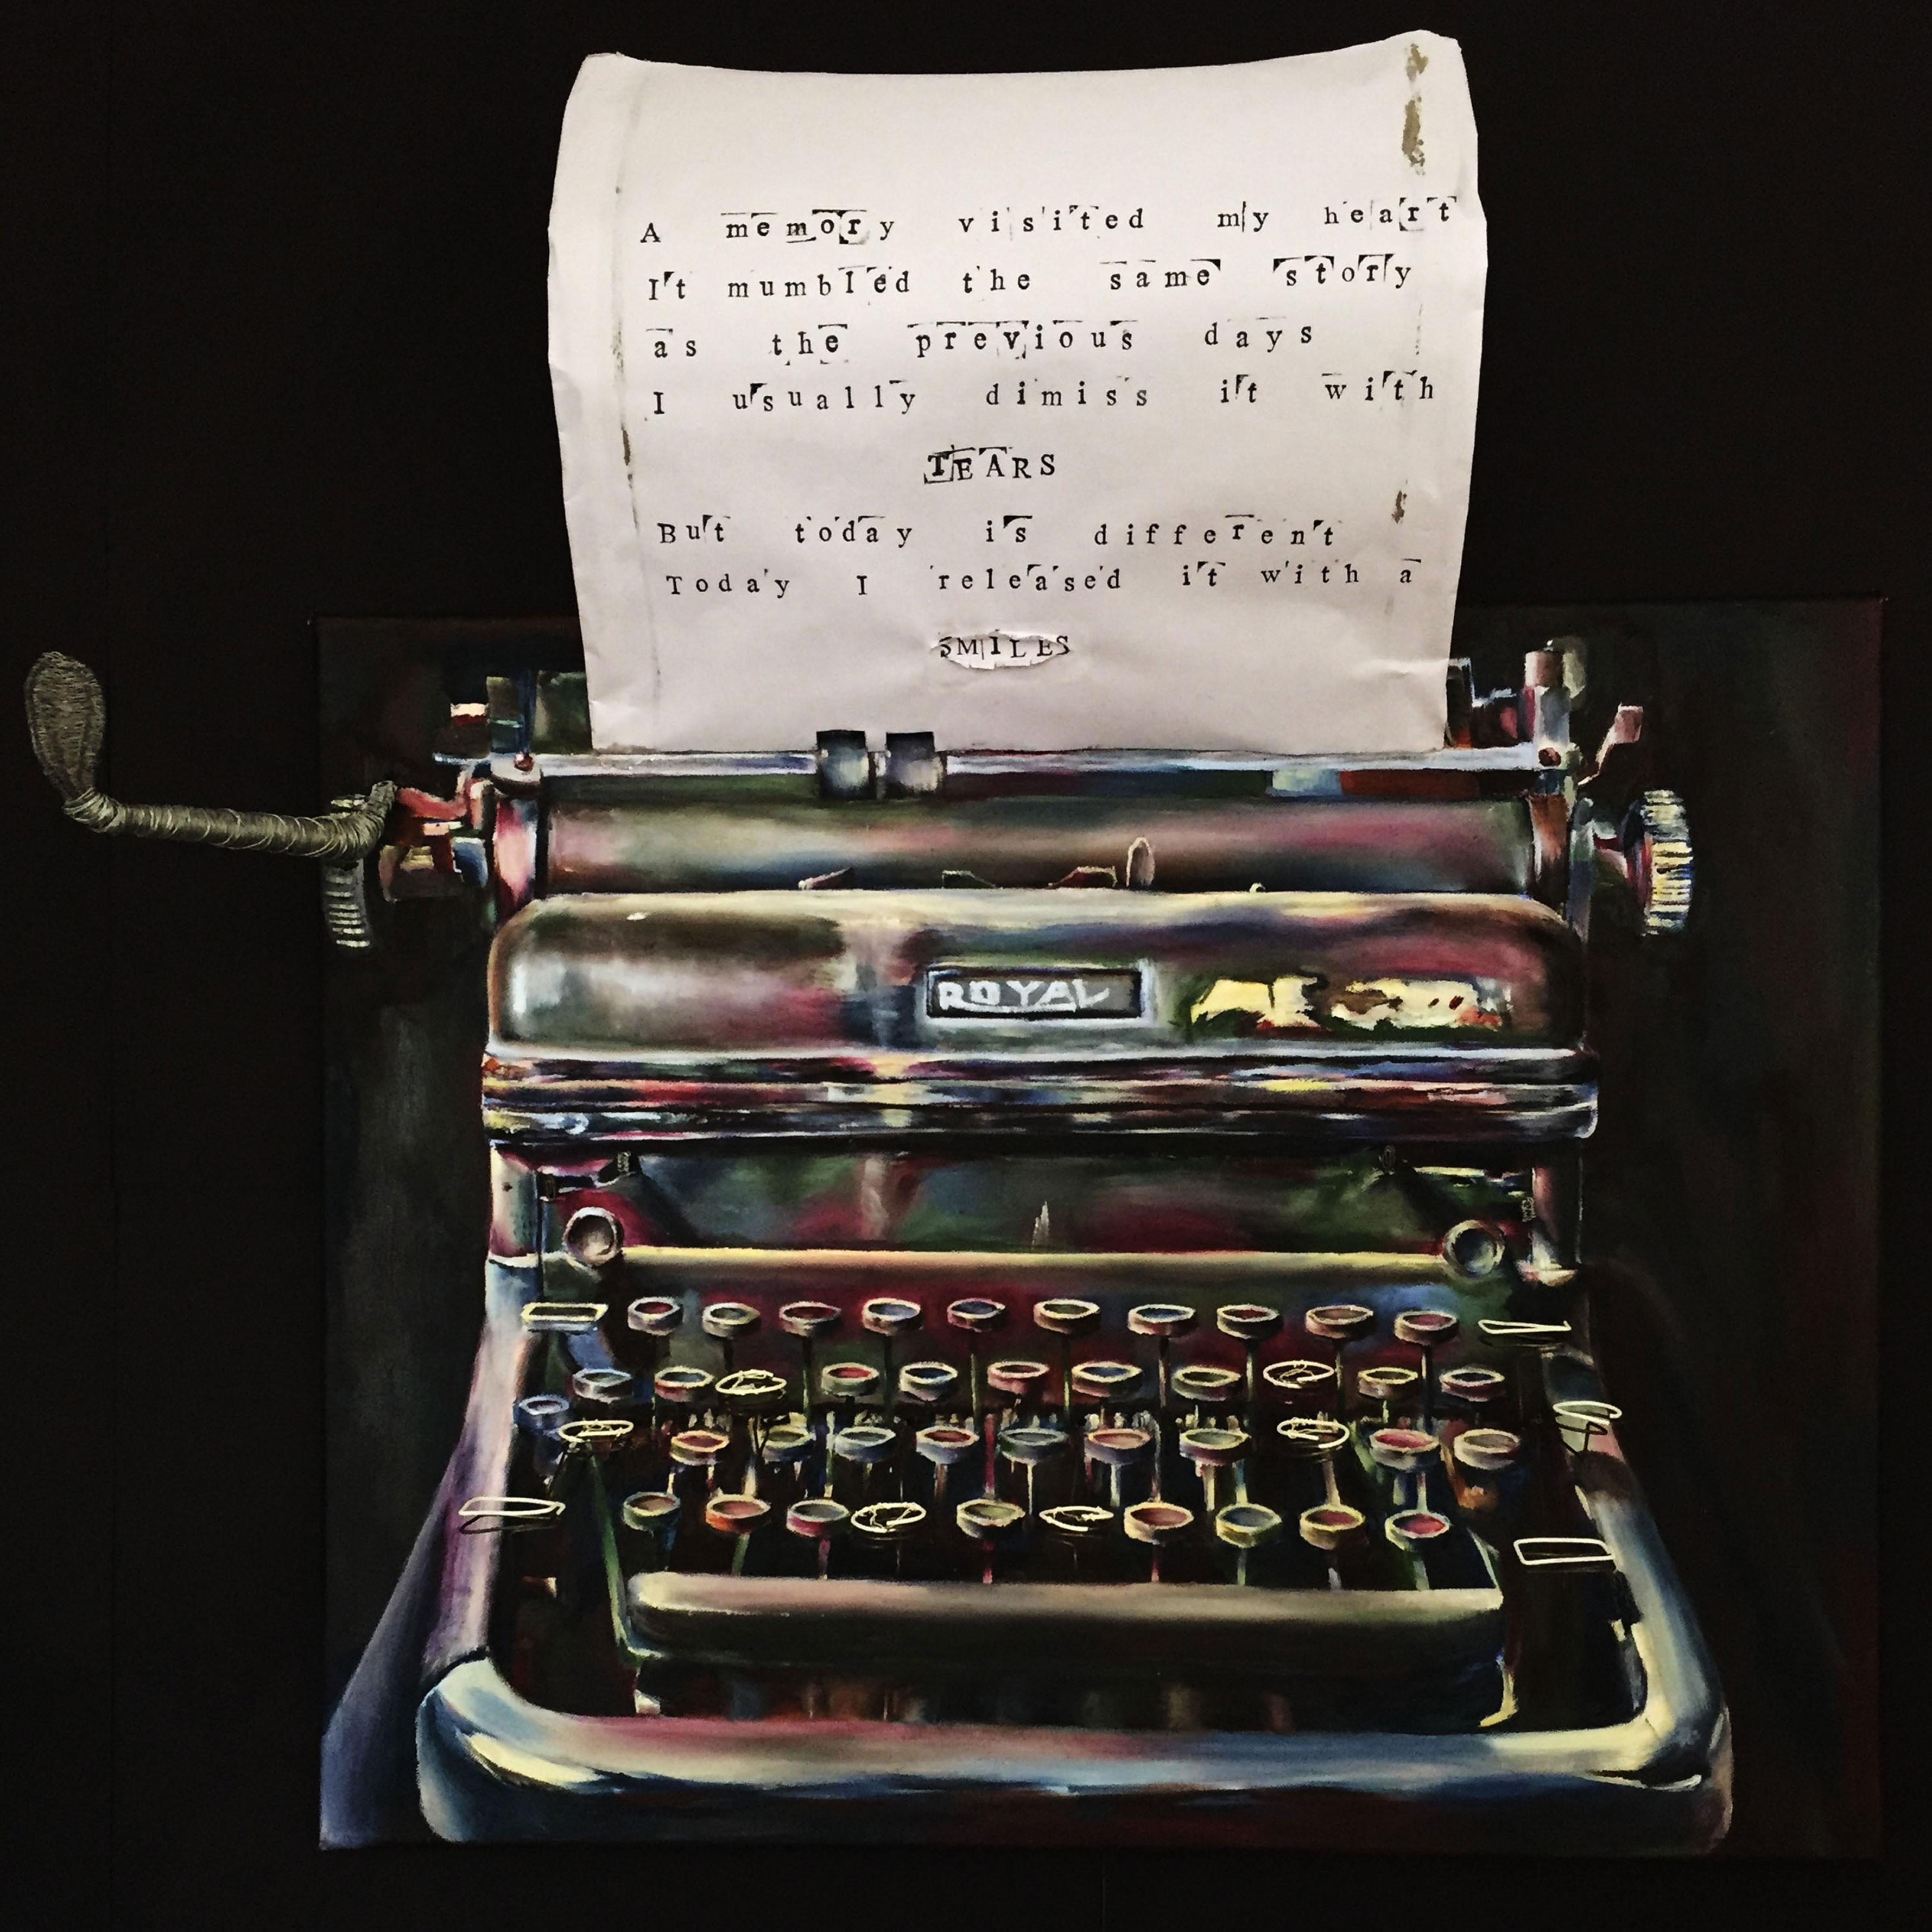 A memory visited my heart
It mumbled the same story
as the previous days
I usually dimiss it with
TEARS
But today is different
Today I released it with a
SMILES
ROYAL